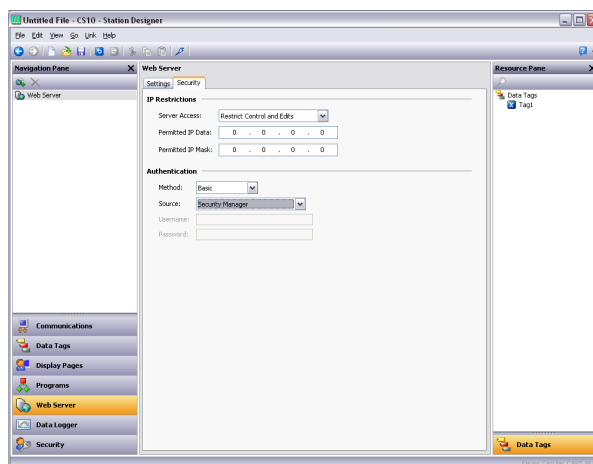 Untitled File - CS10 - Station Designer
File Edit View Go Link Help
Navigation Pane
Web Server
Resource Pane
Web Server
Settings Security
Data Tags
Tag1
IP Restrictions
Server Access: Restrict Control and Edits
Permitted IP Data: 0 . 0 . 0 . 0
Permitted IP Mask: 0 . 0 . 0 . 0
Authentication
Method: Basic
Source: Security Manager
Username:
Password:
Communications
Data Tags
Display Pages
Programs
Web Server
Data Logger
Security
Data Tags